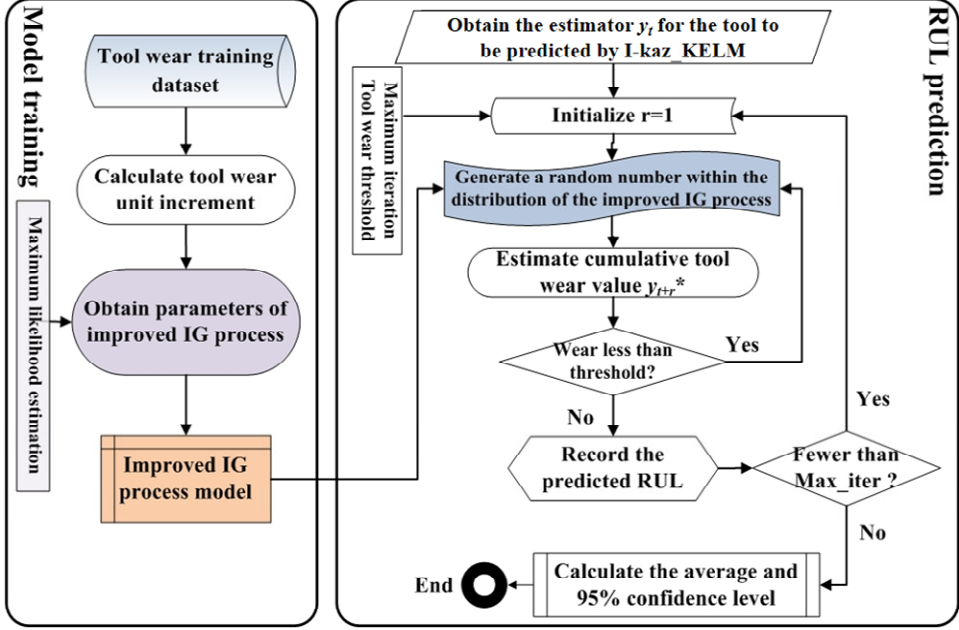 Model training
Tool wear training
dataset
Calculate tool wear
unit increment
Maximum likelihood estimation
Obtain parameters of
improved IG process
Improved IG
process model
RUL prediction
Obtain the estimator yt for the tool to
be predicted by I-kaz_KELM
Maximum iteration
Tool wear threshold
Initialize r=1
Generate a random number within the
distribution of the improved IG process
Estimate cumulative tool
wear value yt+r*
Wear less than
threshold?
Yes
No
Record the
predicted RUL
Fewer than
Max_iter ?
Yes
No
Calculate the average and
95% confidence level
End